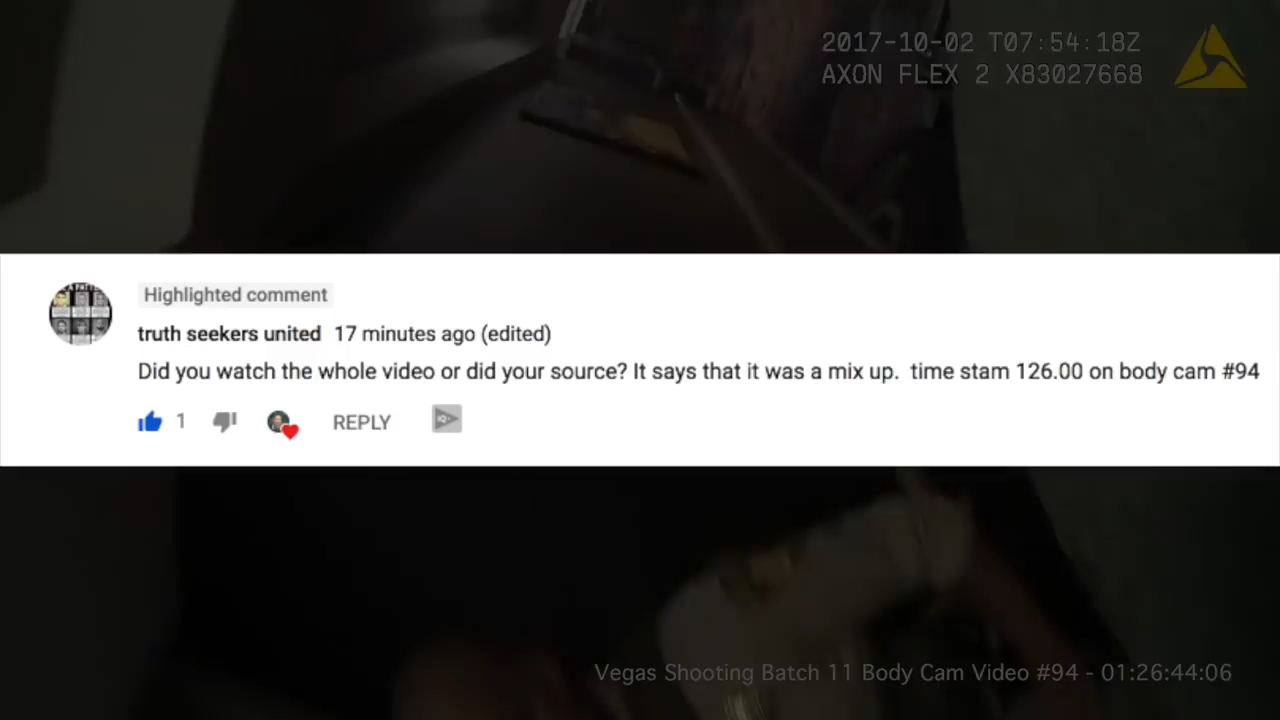 2017-10-02 T07:54:18Z
AXON FLEX 2 X83027668
Highlighted comment
truth seekers united 17 minutes ago (edited)
Did you watch the whole video or did your source? It says that it was a mix up. time stam 126.00 on body cam #94
1 REPLY
Vegas Shooting Batch 11 Body Cam Video #94 - 01:26:44:06